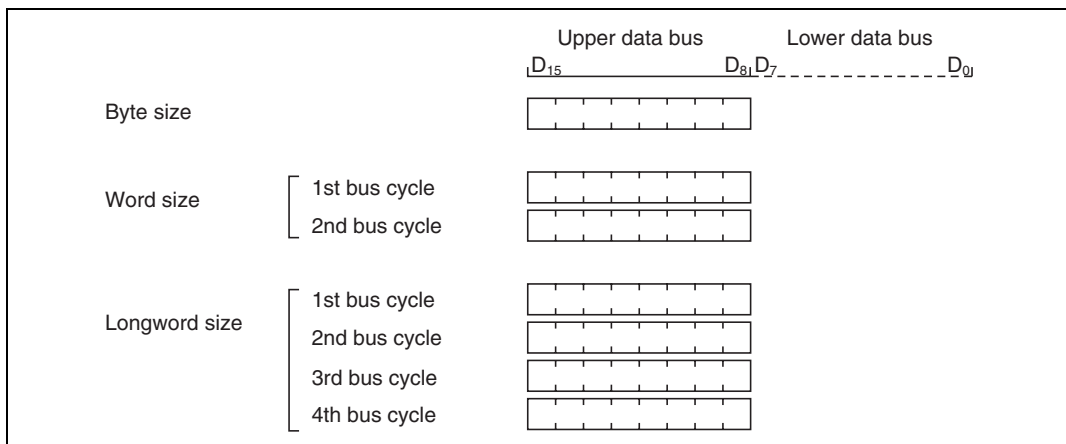 Upper data bus Lower data bus
D15 D8 D7 D0
Byte size
Word size
1st bus cycle
2nd bus cycle
Longword size
1st bus cycle
2nd bus cycle
3rd bus cycle
4th bus cycle